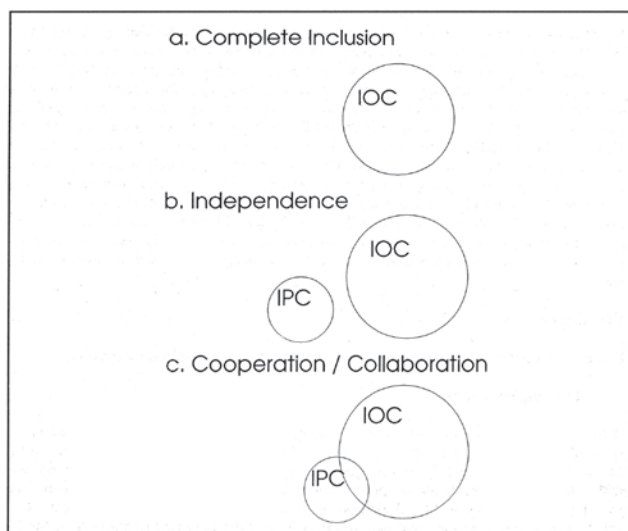 a. Complete Inclusion
IOC
b. Independence
IOC
IPC
c. Cooperation / Collaboration
IOC
IPC